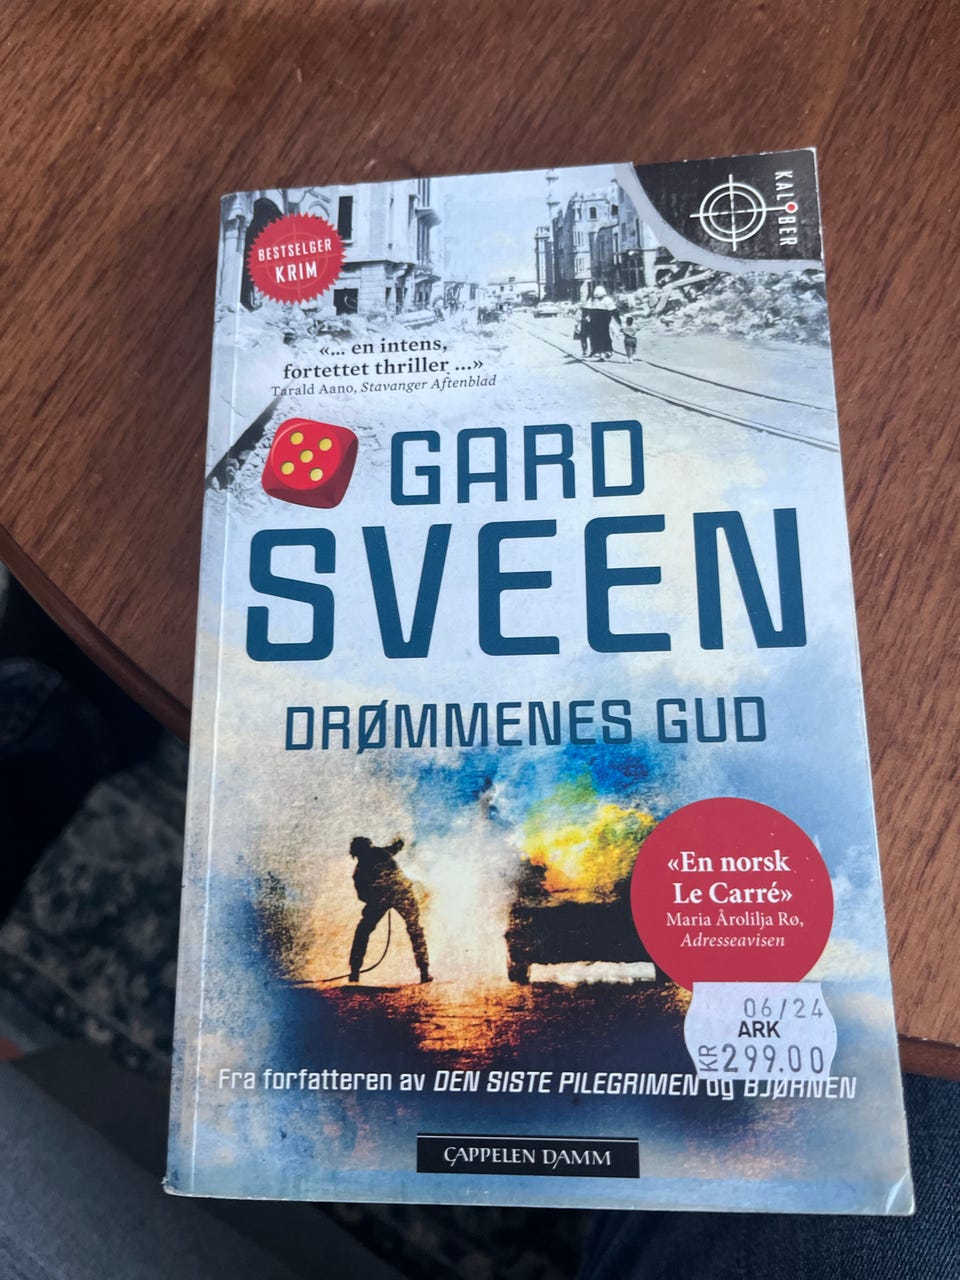 KALIBER
BESTSELGER
KRIM
«... en intens,
fortettet thriller ...»
Tarald Aano, Stavanger Aftenblad
GARD
SVEEN
DRØMMENES GUD
«En norsk
Le Carré»
Maria Årolilja Rø,
Adresseavisen
06/24
ARK
KR 299.00
Fra forfatteren av DEN SISTE PILEGRIMEN og BJØRNEN
CAPPELEN DAMM